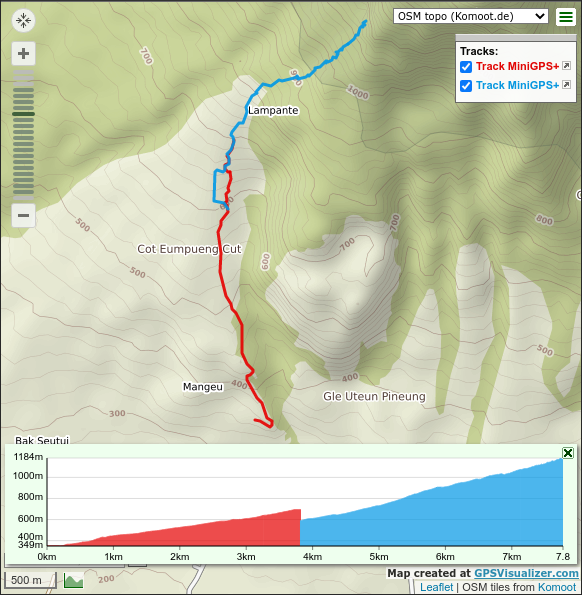 OSM topo (Komoot.de)
Tracks:
Track MiniGPS+
Track MiniGPS+
700
900
1000
Lampante
800
500
600
700
700
Cot Eumpueng Cut
600
500
500
400
400
Mangeu
Gle Uteun Pineung
300
Bak Seutui
1184m
1000m
800m
600m
400m
349m
0km
1km
2km
3km
4km
5km
6km
7km
7.8
Map created at GPSVisualizer.com
500 m
200
Leaflet | OSM tiles from Komoot